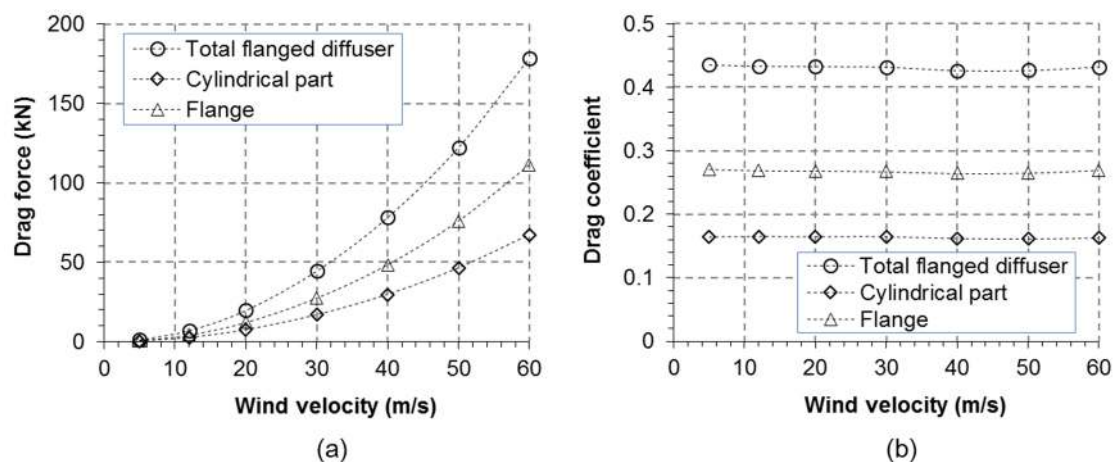 200
150
100
50
0
Drag force (kN)
Total flanged diffuser
Cylindrical part
Flange
0 10 20 30 40 50 60
Wind velocity (m/s)
(a)
0.5
0.4
0.3
0.2
0.1
0
Drag coefficient
Total flanged diffuser
Cylindrical part
Flange
0 10 20 30 40 50 60
Wind velocity (m/s)
(b)